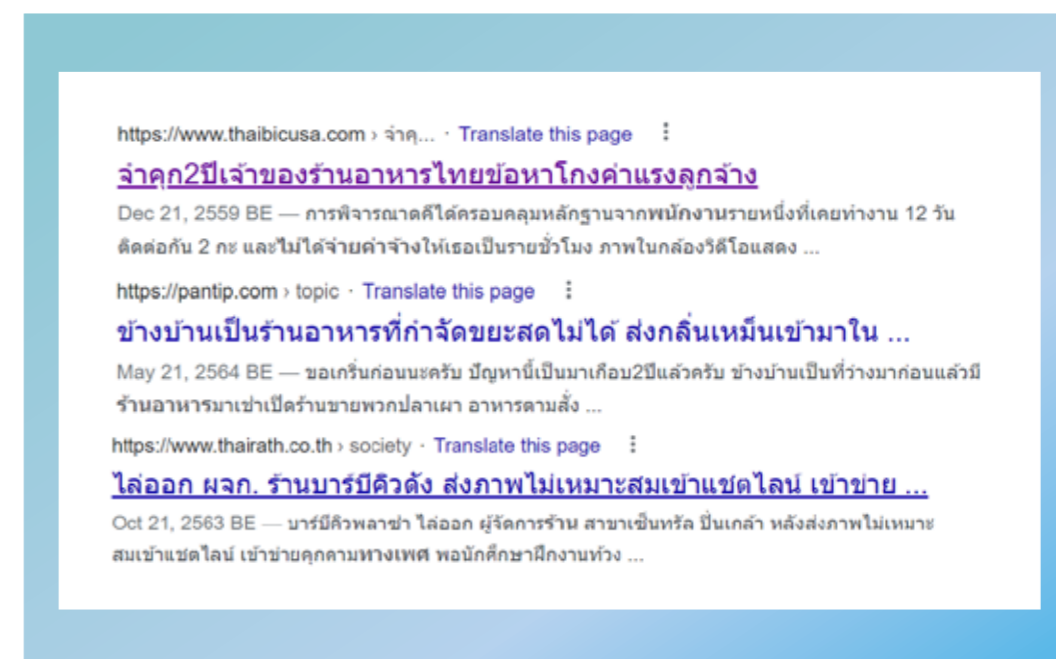 https://www.thaibicusa.com › จำคุ... · Translate this page
จำคุก2ปีเจ้าของร้านอาหารไทยข้อหาโกงค่าแรงลูกจ้าง
Dec 21, 2559 BE — การพิจารณาคดีได้ครอบคลุมหลักฐานจากพนักงานรายหนึ่งที่เคยทำงาน 12 วัน
ติดต่อกัน 2 กะ และไม่ได้จ่ายค่าจ้างให้เธอเป็นรายชั่วโมง ภาพในกล้องวิดีโอแสดง ...
https://pantip.com › topic · Translate this page
ข้างบ้านเป็นร้านอาหารที่กำจัดขยะสดไม่ได้ ส่งกลิ่นเหม็นเข้ามาใน ...
May 21, 2564 BE — ขอเกริ่นก่อนนะครับ ปัญหานี้เป็นมาเกือบ2ปีแล้วครับ ข้างบ้านเป็นที่ว่างมาก่อนแล้วมี
ร้านอาหารมาเช่าเปิดร้านขายพวกปลาเผา อาหารตามสั่ง ...
https://www.thairath.co.th › society · Translate this page
ไล่ออก ผจก. ร้านบาร์บีคิวดัง ส่งภาพไม่เหมาะสมเข้าแชตไลน์ เข้าข่าย ...
Oct 21, 2563 BE — บาร์บีคิวพลาซ่า ไล่ออก ผู้จัดการร้าน สาขาเซ็นทรัล ปิ่นเกล้า หลังส่งภาพไม่เหมาะ
สมเข้าแชตไลน์ เข้าข่ายคุกคามทางเพศ พอนักศึกษาฝึกงานท้วง ...